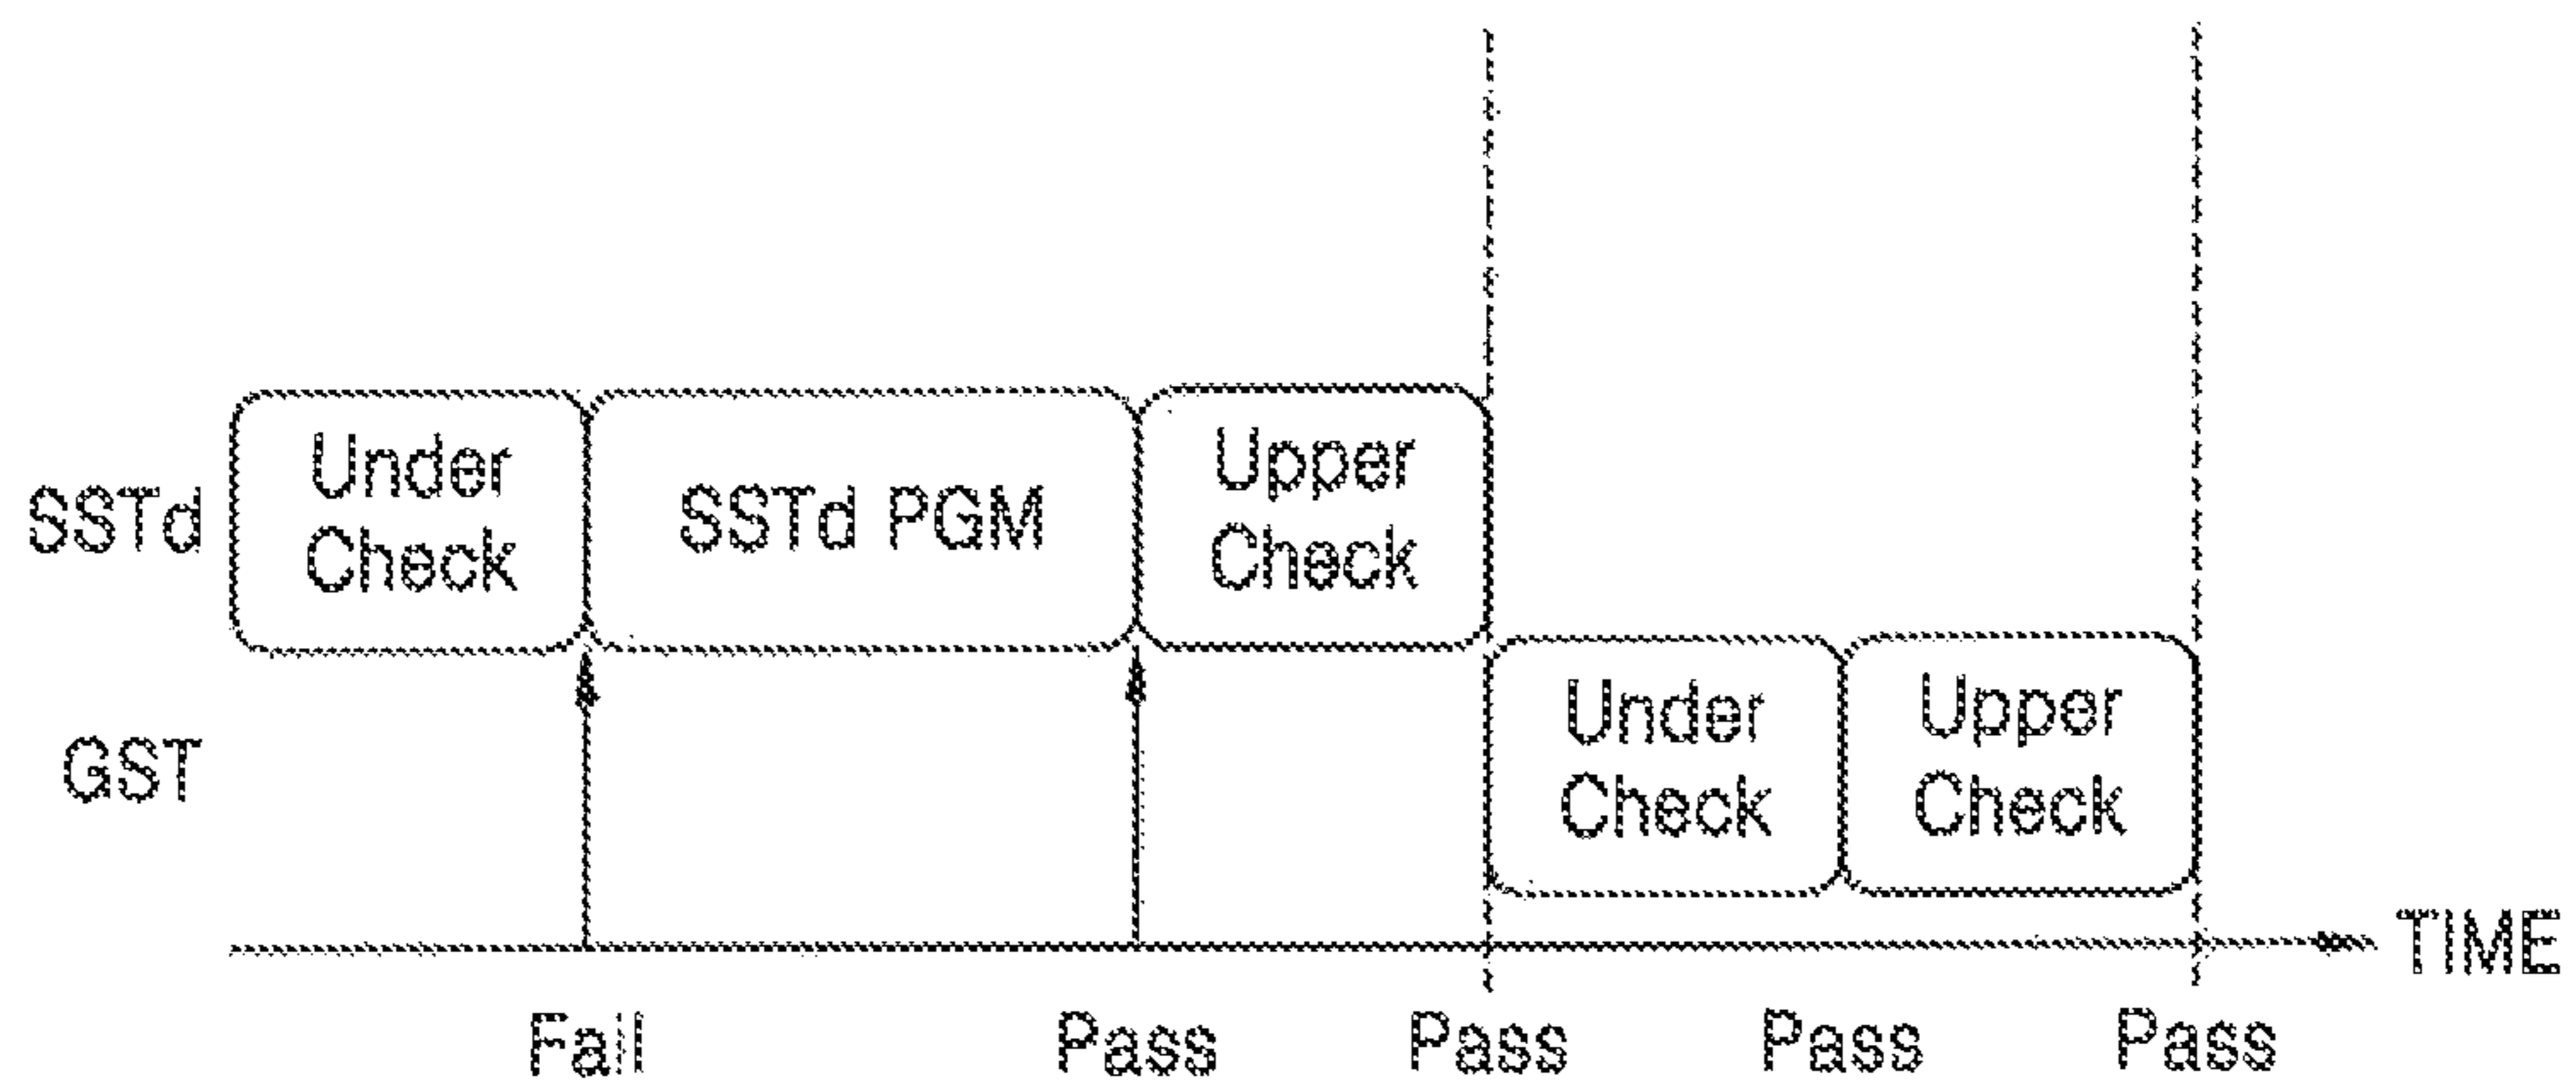 SSTd
Under
Check
SSTd PGM
Upper
Check
GST
Under
Check
Upper
Check
TIME
Fail
Pass
Pass
Pass
Pass